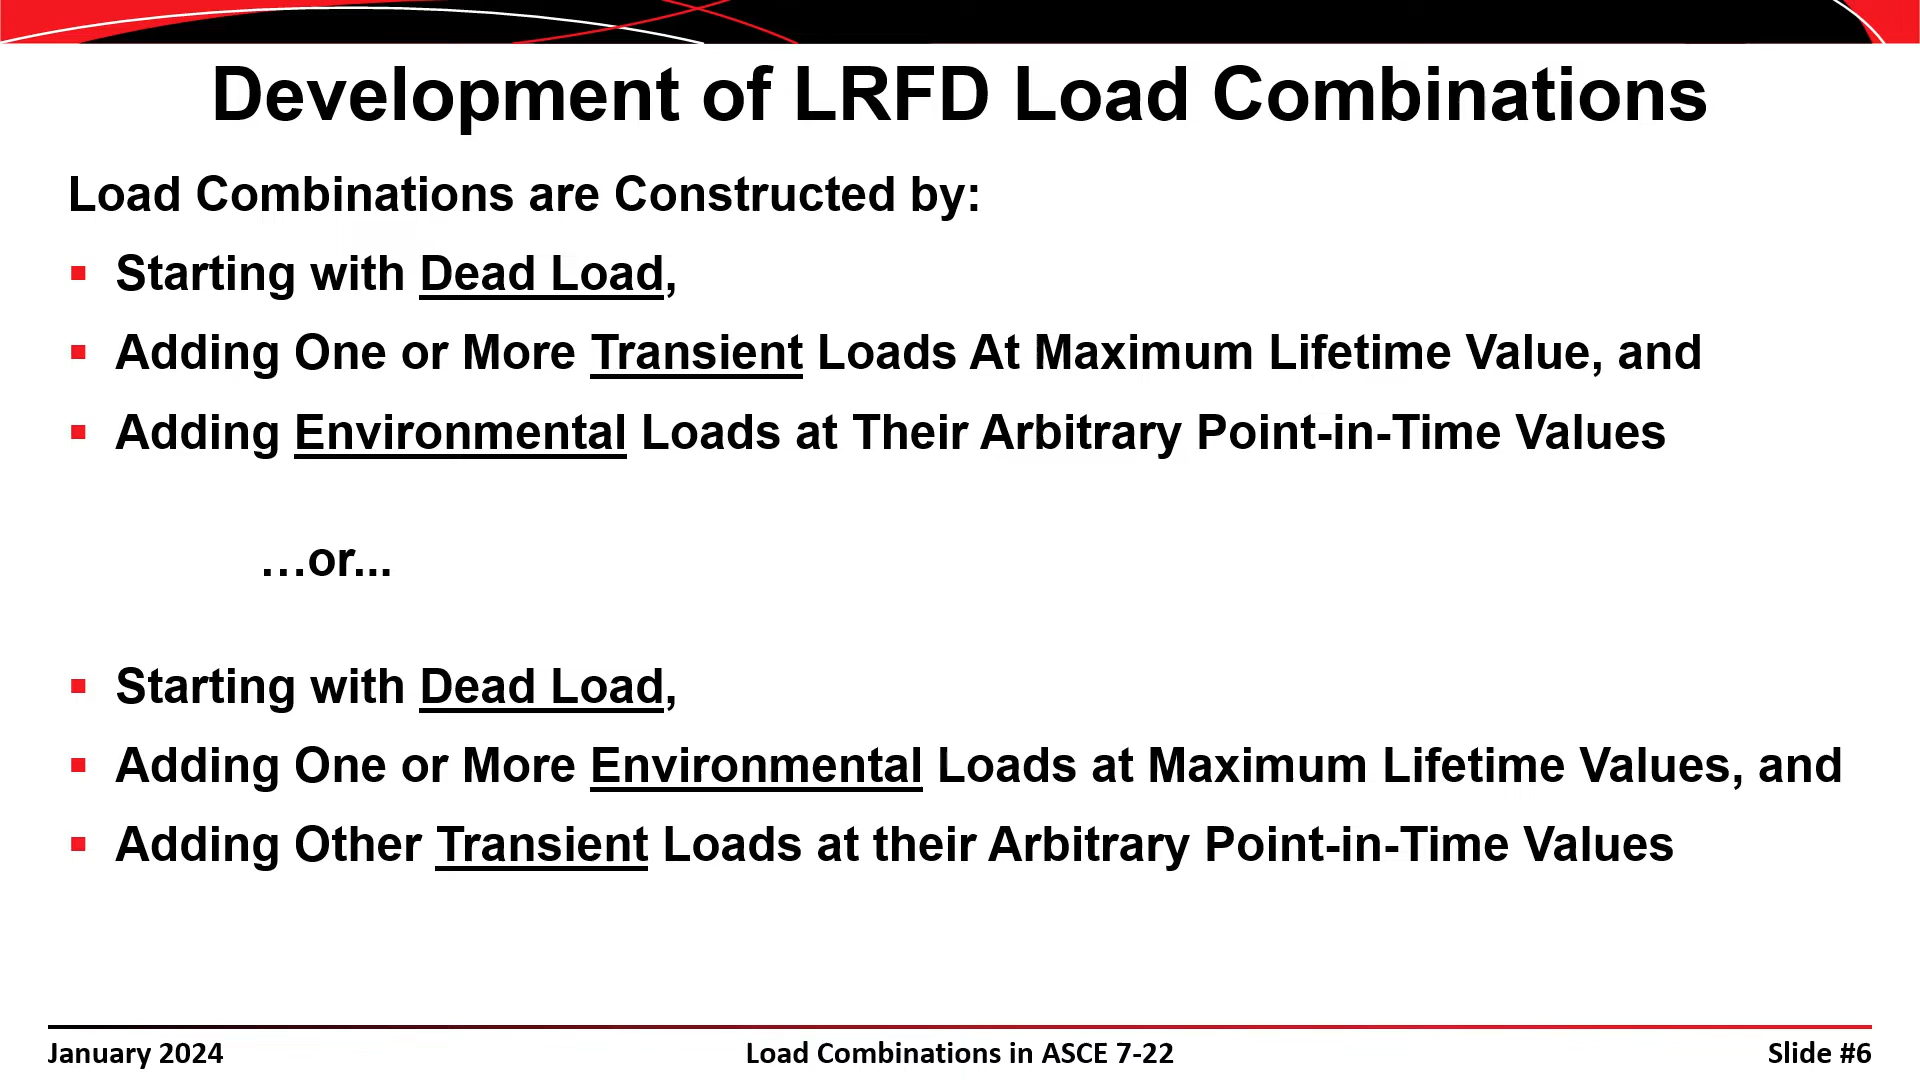 Development of LRFD Load Combinations
Load Combinations are Constructed by:
▪ Starting with Dead Load,
▪ Adding One or More Transient Loads At Maximum Lifetime Value, and
▪ Adding Environmental Loads at Their Arbitrary Point-in-Time Values
…or...
▪ Starting with Dead Load,
▪ Adding One or More Environmental Loads at Maximum Lifetime Values, and
▪ Adding Other Transient Loads at their Arbitrary Point-in-Time Values
January 2024
Load Combinations in ASCE 7-22
Slide #6